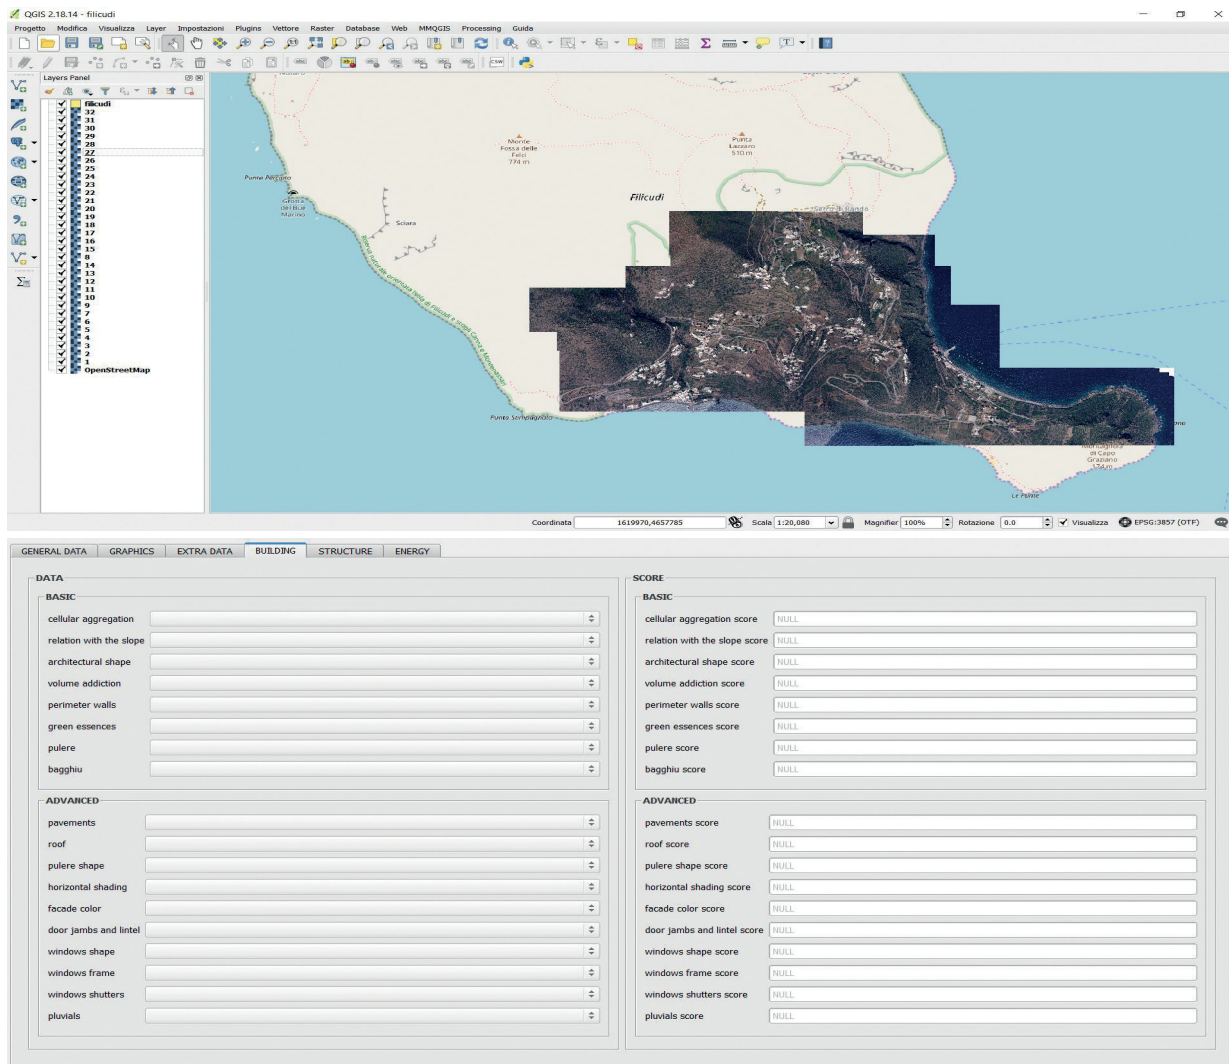 QGIS 2.18.14 - filicudi
Progetto Modifica Visualizza Layer Impostazioni Plugins Vettore Raster Database Web MMQGIS Processing Guida
Layers Panel
filicudi
32
31
30
29
28
27
26
25
24
23
22
21
20
19
18
17
16
15
8
14
13
12
11
10
9
7
6
5
4
3
2
1
OpenStreetMap
Monte
Fossa delle
Felci
774 m
Punta
Lazzaro
510 m
Punta Perciato
Grotta
del Bue
Marino
Sciara
Filicudi
Punta Stimpagnato
Montagnola
di Capo
Graziano
174 m
Le Punte
Coordinata 1619970,4657785 Scala 1:20,080 Magnifier 100% Rotazione 0.0 Visualizza EPSG:3857 (OTF)
GENERAL DATA GRAPHICS EXTRA DATA BUILDING STRUCTURE ENERGY
DATA
BASIC
cellular aggregation
relation with the slope
architectural shape
volume addiction
perimeter walls
green essences
pulere
bagghiu
ADVANCED
pavements
roof
pulere shape
horizontal shading
facade color
door jambs and lintel
windows shape
windows frame
windows shutters
pluvials
SCORE
BASIC
cellular aggregation score NULL
relation with the slope score NULL
architectural shape score NULL
volume addiction score NULL
perimeter walls score NULL
green essences score NULL
pulere score NULL
bagghiu score NULL
ADVANCED
pavements score NULL
roof score NULL
pulere shape score NULL
horizontal shading score NULL
facade color score NULL
door jambs and lintel score NULL
windows shape score NULL
windows frame score NULL
windows shutters score NULL
pluvials score NULL